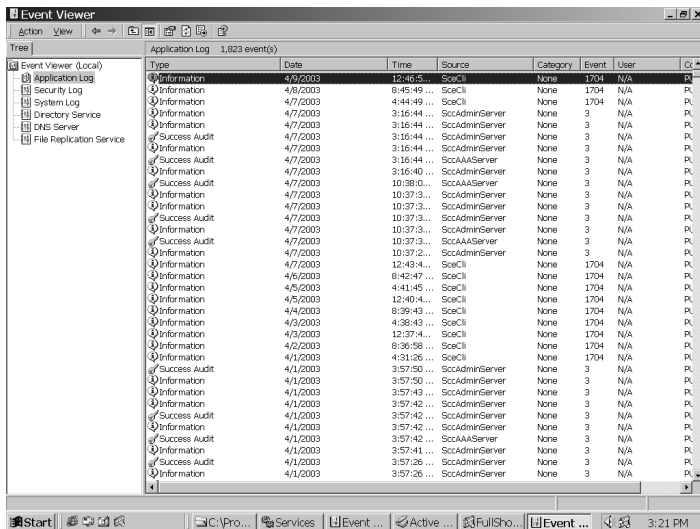 Event Viewer
Action View
Tree
Application Log 1,823 event(s)
Event Viewer (Local)
Application Log
Security Log
System Log
Directory Service
DNS Server
File Replication Service
Type Date Time Source Category Event User
Information 4/9/2003 12:46:5... SceCli None 1704 N/A
Information 4/8/2003 8:45:49 ... SceCli None 1704 N/A
Information 4/7/2003 4:44:49 ... SceCli None 1704 N/A
Information 4/7/2003 3:16:44 ... SccAdminServer None 3 N/A
Information 4/7/2003 3:16:44 ... SccAdminServer None 3 N/A
Success Audit 4/7/2003 3:16:44 ... SccAdminServer None 3 N/A
Information 4/7/2003 3:16:44 ... SccAdminServer None 3 N/A
Information 4/7/2003 3:16:44 ... SccAAAServer None 3 N/A
Information 4/7/2003 3:16:40 ... SccAdminServer None 3 N/A
Success Audit 4/7/2003 10:38:0... SccAAAServer None 3 N/A
Information 4/7/2003 10:37:3... SccAdminServer None 3 N/A
Information 4/7/2003 10:37:3... SccAdminServer None 3 N/A
Success Audit 4/7/2003 10:37:3... SccAdminServer None 3 N/A
Information 4/7/2003 10:37:3... SccAdminServer None 3 N/A
Success Audit 4/7/2003 10:37:3... SccAAAServer None 3 N/A
Information 4/7/2003 10:37:2... SccAdminServer None 3 N/A
Information 4/7/2003 12:43:4... SceCli None 1704 N/A
Information 4/6/2003 8:42:47 ... SceCli None 1704 N/A
Information 4/5/2003 4:41:45 ... SceCli None 1704 N/A
Information 4/5/2003 12:40:4... SceCli None 1704 N/A
Information 4/4/2003 8:39:43 ... SceCli None 1704 N/A
Information 4/3/2003 4:38:43 ... SceCli None 1704 N/A
Information 4/3/2003 12:37:4... SceCli None 1704 N/A
Information 4/2/2003 8:36:58 ... SceCli None 1704 N/A
Information 4/1/2003 4:31:26 ... SceCli None 1704 N/A
Success Audit 4/1/2003 3:57:50 ... SccAdminServer None 3 N/A
Information 4/1/2003 3:57:50 ... SccAdminServer None 3 N/A
Information 4/1/2003 3:57:43 ... SccAdminServer None 3 N/A
Information 4/1/2003 3:57:42 ... SccAdminServer None 3 N/A
Success Audit 4/1/2003 3:57:42 ... SccAdminServer None 3 N/A
Information 4/1/2003 3:57:42 ... SccAdminServer None 3 N/A
Success Audit 4/1/2003 3:57:42 ... SccAAAServer None 3 N/A
Information 4/1/2003 3:57:41 ... SccAdminServer None 3 N/A
Success Audit 4/1/2003 3:57:26 ... SccAdminServer None 3 N/A
Information 4/1/2003 3:57:26 ... SccAdminServer None 3 N/A
Start C:\Pro... Services Event ... Active ... FullSho... Event ... 3:21 PM